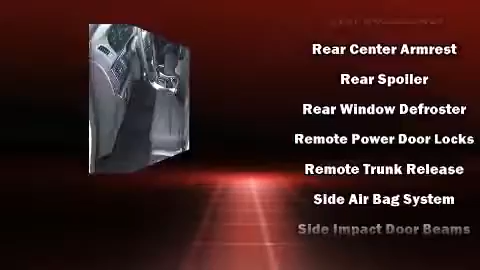 Rear Center Armrest
Rear Spoiler
Rear Window Defroster
Remote Power Door Locks
Remote Trunk Release
Side Air Bag System
Side Impact Door Beams